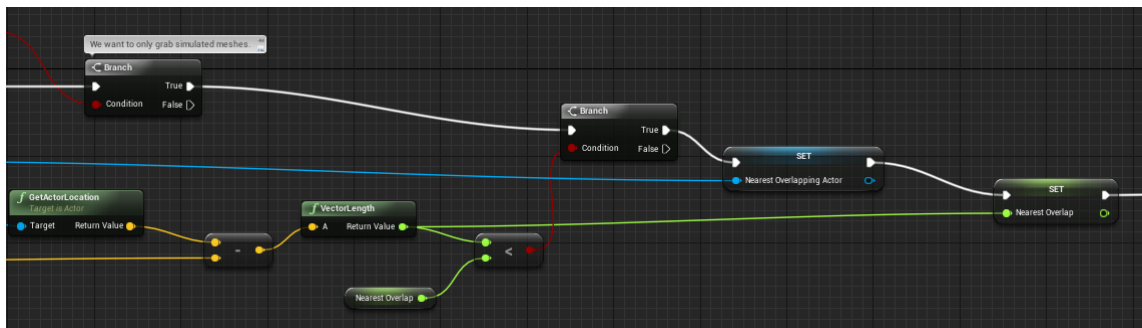 We want to only grab simulated meshes.
Branch
True
Condition
False
Branch
True
Condition
False
SET
Nearest Overlapping Actor
SET
Nearest Overlap
f GetActorLocation
Target is Actor
Target
Return Value
-
f VectorLength
A
Return Value
<
Nearest Overlap